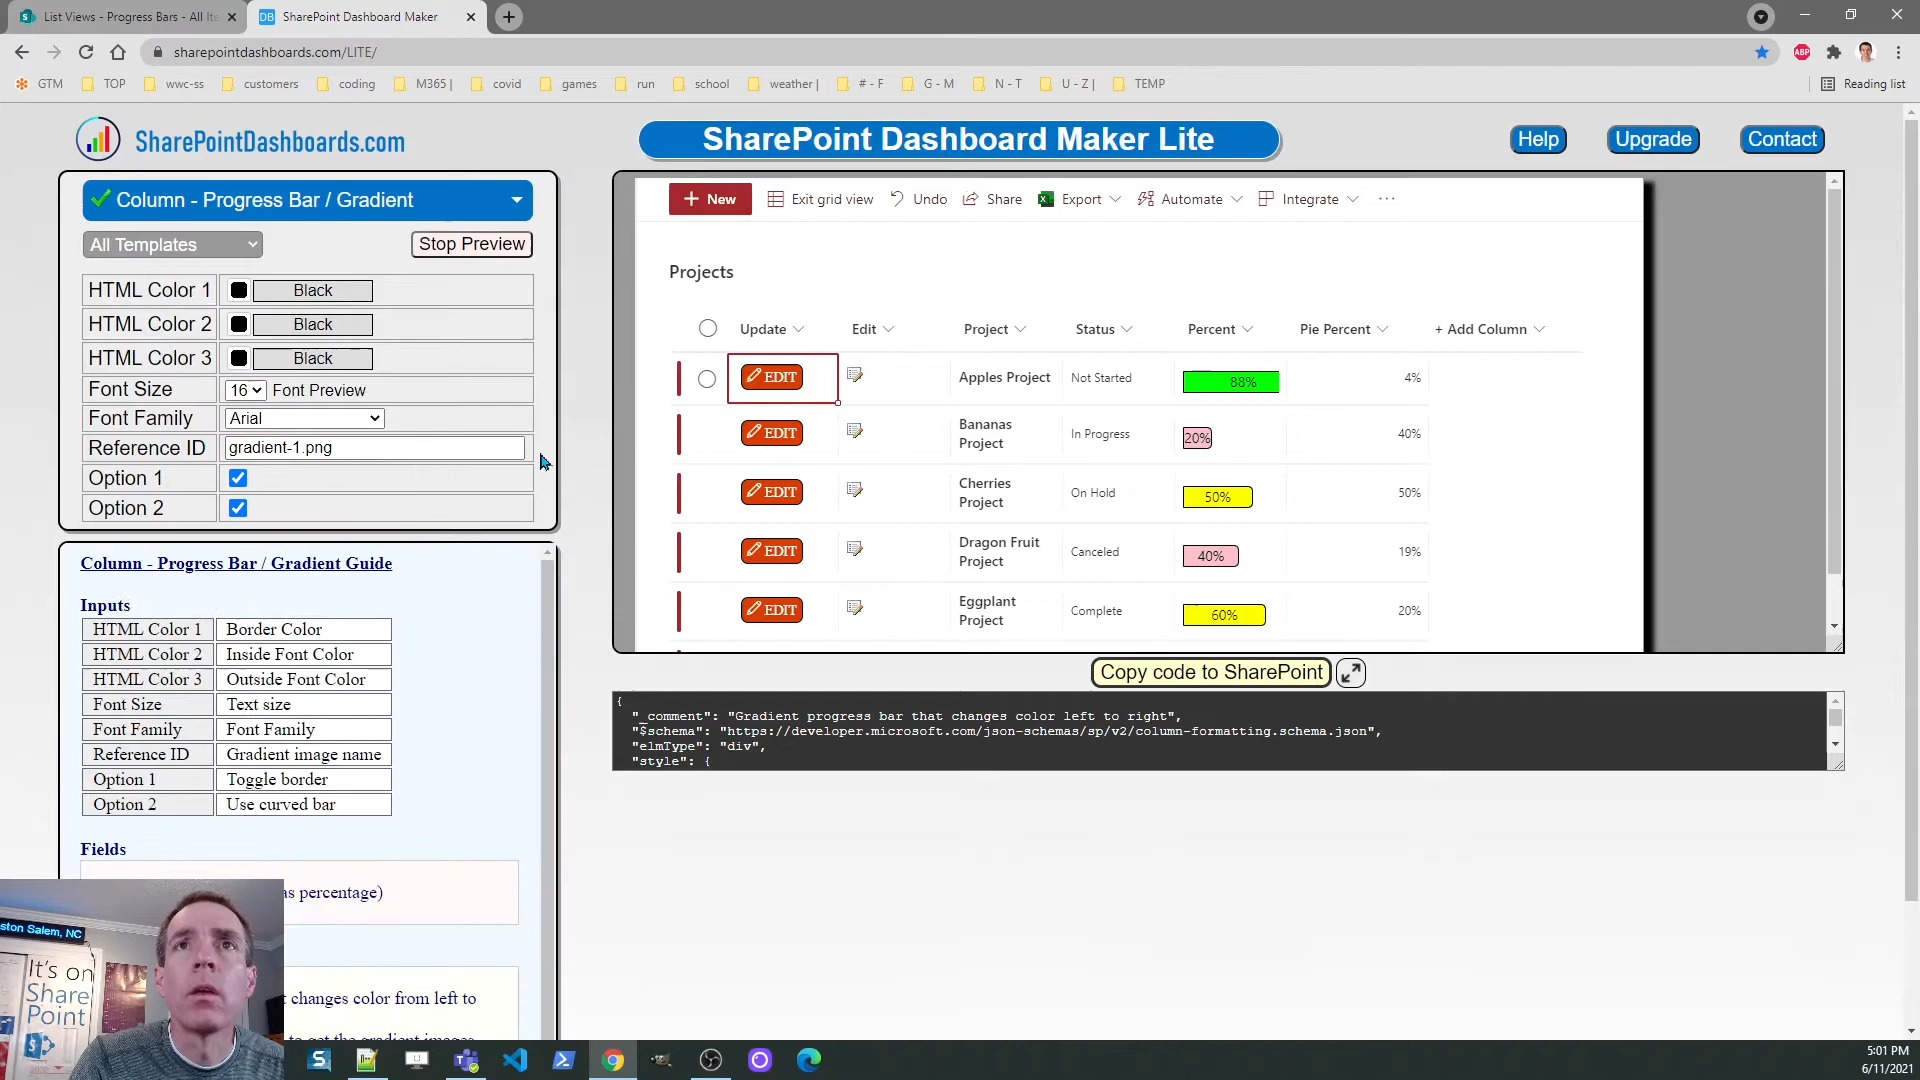 List Views - Progress Bars - All Ite
SharePoint Dashboard Maker
sharepointdashboards.com/LITE/
GTM TOP wwc-ss customers coding M365 | covid games run school weather | # - F G - M N - T U - Z | TEMP Reading list
SharePointDashboards.com
SharePoint Dashboard Maker Lite
Help Upgrade Contact
Column - Progress Bar / Gradient
All Templates
Stop Preview
HTML Color 1 Black
HTML Color 2 Black
HTML Color 3 Black
Font Size 16 Font Preview
Font Family Arial
Reference ID gradient-1.png
Option 1
Option 2
New Exit grid view Undo Share Export Automate Integrate ...
Projects
Update Edit Project Status Percent Pie Percent + Add Column
EDIT Apples Project Not Started 88% 4%
EDIT Bananas Project In Progress 20% 40%
EDIT Cherries Project On Hold 50% 50%
EDIT Dragon Fruit Project Canceled 40% 19%
EDIT Eggplant Project Complete 60% 20%
Copy code to SharePoint
{
"_comment": "Gradient progress bar that changes color left to right",
"$schema": "https://developer.microsoft.com/json-schemas/sp/v2/column-formatting.schema.json",
"elmType": "div",
"style": {
Column - Progress Bar / Gradient Guide
Inputs
HTML Color 1 Border Color
HTML Color 2 Inside Font Color
HTML Color 3 Outside Font Color
Font Size Text size
Font Family Font Family
Reference ID Gradient image name
Option 1 Toggle border
Option 2 Use curved bar
Fields
as percentage)
changes color from left to
to get the gradient images
ston Salem, NC
It's on
Share
Point
5:01 PM
6/11/2021